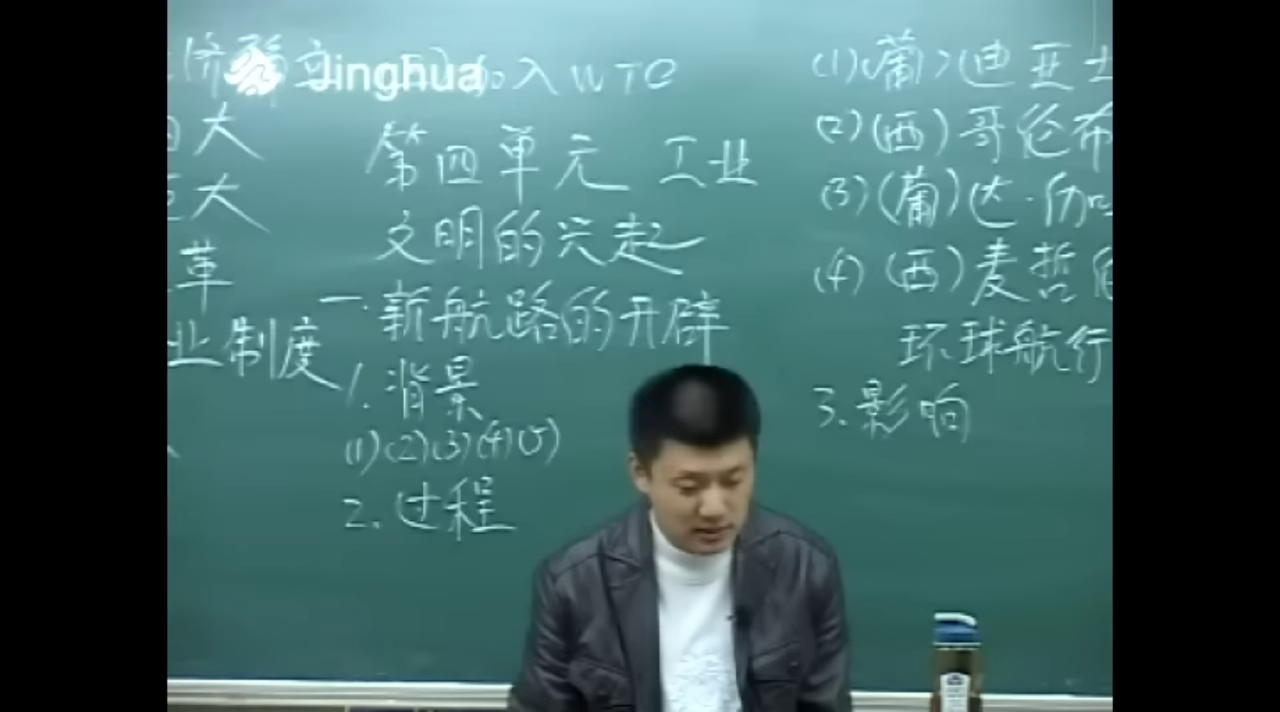 济
Jinghua
加入WTO
大
大
革
业制度
第四单元 工业
文明的兴起
一.新航路的开辟
1.背景
(1)(2)(3)(4)(5)
2.过程
(1)(葡)迪亚士
(2)(西)哥伦布
(3)(葡)达·伽
(4)(西)麦哲伦
环球航行
3.影响